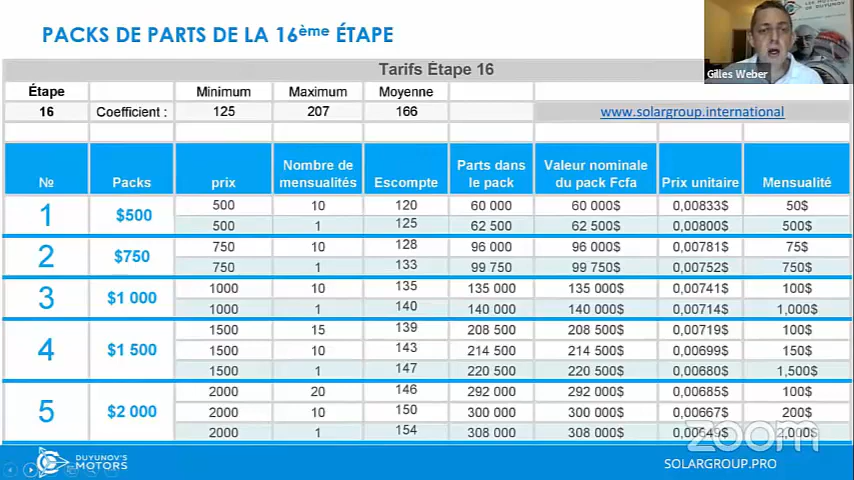 PACKS DE PARTS DE LA 16ème ÉTAPE
Gilles Weber
Tarifs Étape 16
Étape Minimum Maximum Moyenne
16 Coefficient : 125 207 166 www.solargroup.international
Nombre de Parts dans Valeur nominale
№ Packs prix mensualités Escompte le pack du pack Fcfa Prix unitaire Mensualité
1 $500
500 10 120 60 000 60 000$ 0,00833$ 50$
500 1 125 62 500 62 500$ 0,00800$ 500$
2 $750
750 10 128 96 000 96 000$ 0,00781$ 75$
750 1 133 99 750 99 750$ 0,00752$ 750$
3 $1 000
1000 10 135 135 000 135 000$ 0,00741$ 100$
1000 1 140 140 000 140 000$ 0,00714$ 1,000$
4 $1 500
1500 15 139 208 500 208 500$ 0,00719$ 100$
1500 10 143 214 500 214 500$ 0,00699$ 150$
1500 1 147 220 500 220 500$ 0,00680$ 1,500$
5 $2 000
2000 20 146 292 000 292 000$ 0,00685$ 100$
2000 10 150 300 000 300 000$ 0,00667$ 200$
2000 1 154 308 000 308 000$ 0,00649$ 2,000$
zoom
DUYUNOV'S
MOTORS
SOLARGROUP.PRO